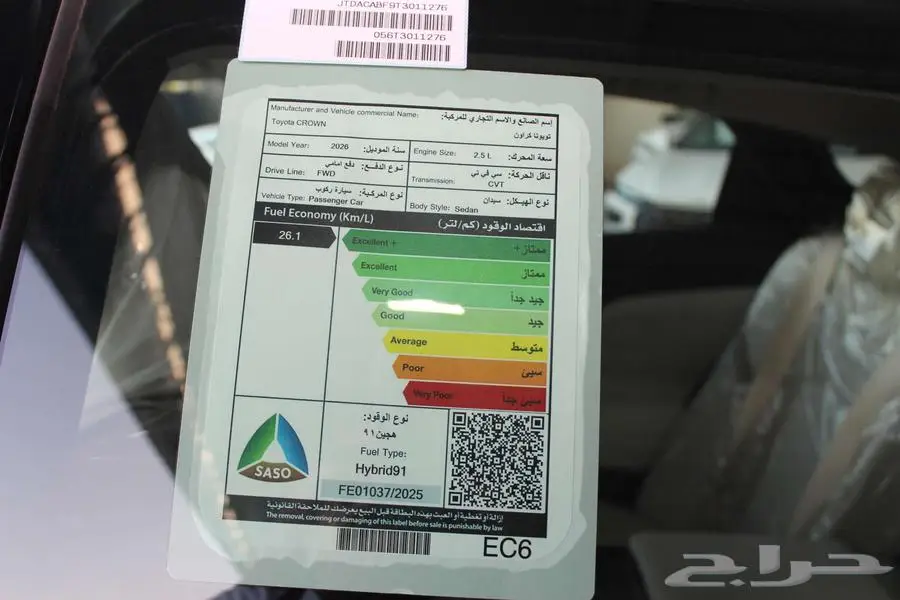 JTDACABF9T3011276
056T3011276
Manufacturer and Vehicle commercial Name: إسم الصانع والاسم التجاري للمركبة:
Toyota CROWN تويوتا كراون
Model Year: 2026 سنة الموديل: Engine Size: 2.5 L سعة المحرك:
Drive Line: FWD نوع الدفع: دفع امامي Transmission: CVT ناقل الحركة: سي في تي
Vehicle Type: Passenger Car نوع المركبة: سيارة ركوب Body Style: Sedan نوع الهيكل: سيدان
Fuel Economy (Km/L) اقتصاد الوقود (كم/لتر)
26.1 Excellent + ممتاز +
Excellent ممتاز
Very Good جيد جداً
Good جيد
Average متوسط
Poor سيئ
Very Poor سيئ جداً
SASO
نوع الوقود:
هجين ٩١
Fuel Type:
Hybrid91
FE01037/2025
إزالة أو تغطية أو العبث بهذه البطاقة قبل البيع يعرضك للملاحقة القانونية
The removal, covering or damaging of this label before sale is punishable by law
EC6
حراج